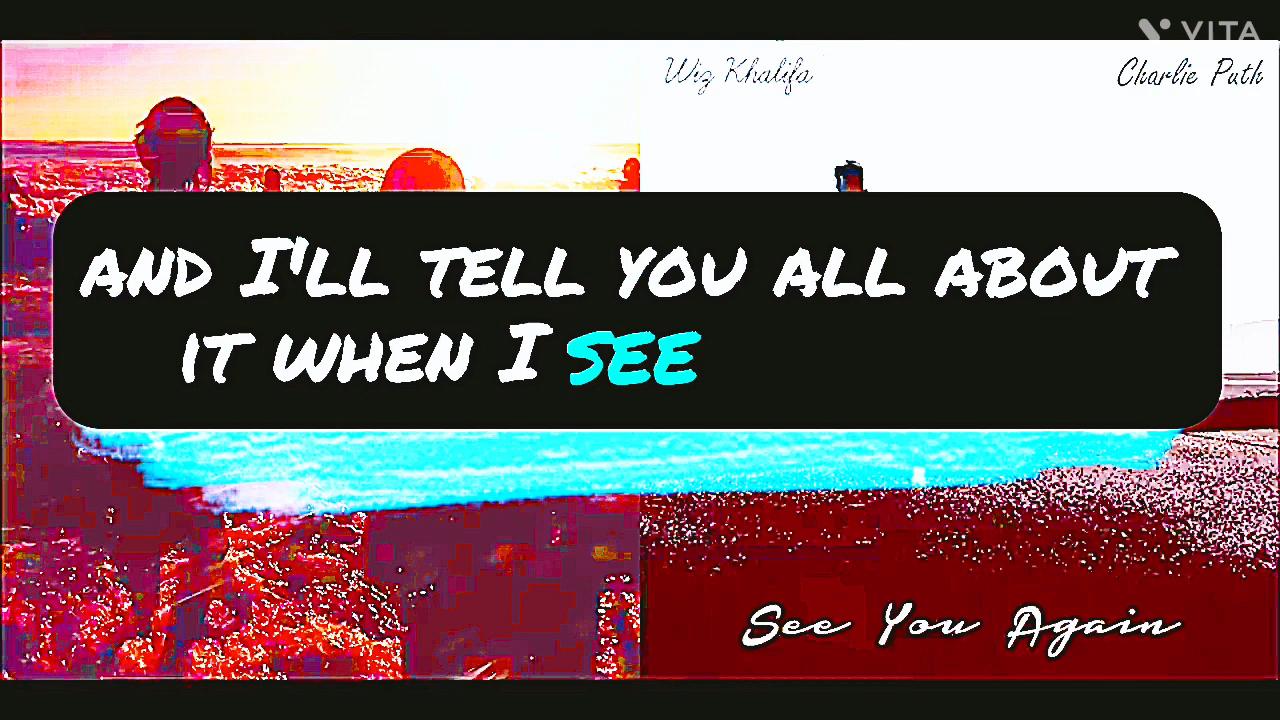 VITA
Wiz Khalifa
Charlie Puth
AND I'LL TELL YOU ALL ABOUT
IT WHEN I SEE
See You Again